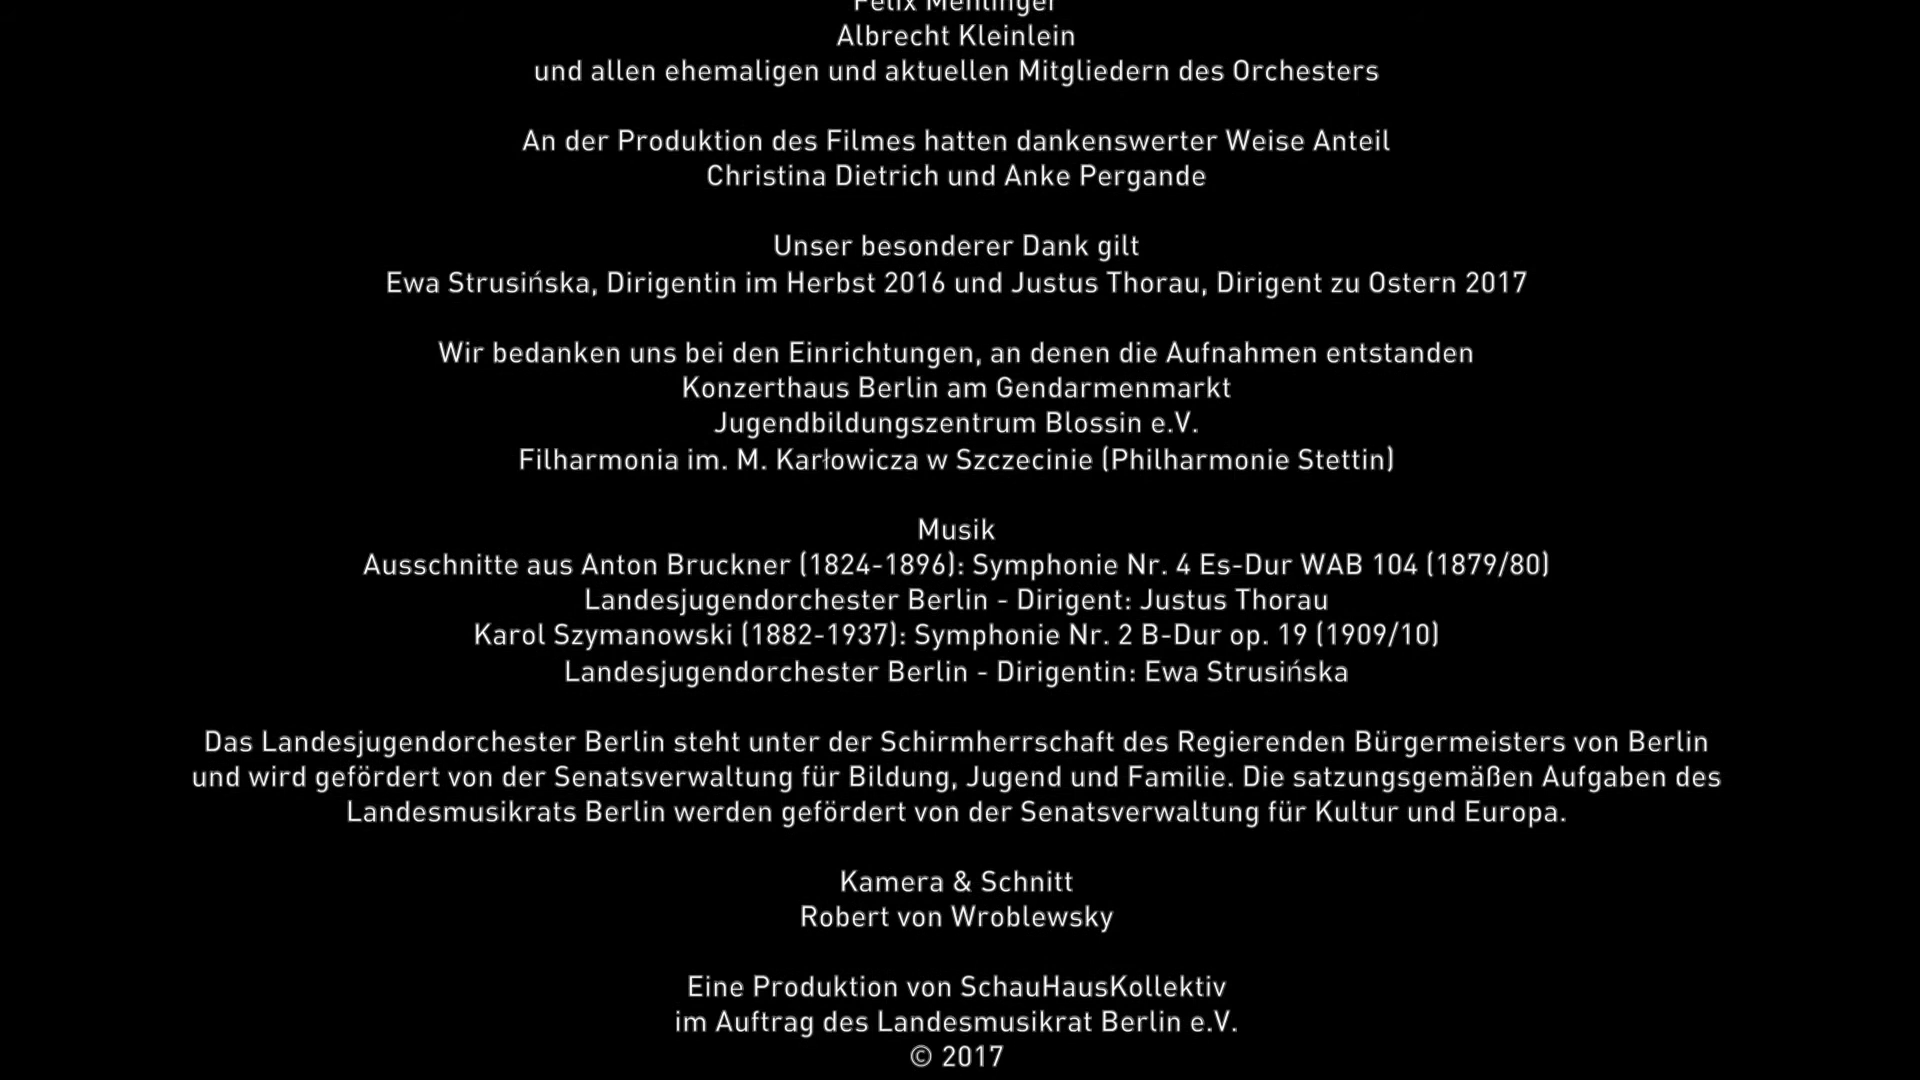 Felix
Albrecht Kleinlein
und allen ehemaligen und aktuellen Mitgliedern des Orchesters
An der Produktion des Filmes hatten dankenswerter Weise Anteil
Christina Dietrich und Anke Pergande
Unser besonderer Dank gilt
Ewa Strusińska, Dirigentin im Herbst 2016 und Justus Thorau, Dirigent zu Ostern 2017
Wir bedanken uns bei den Einrichtungen, an denen die Aufnahmen entstanden
Konzerthaus Berlin am Gendarmenmarkt
Jugendbildungszentrum Blossin e.V.
Filharmonia im. M. Karłowicza w Szczecinie (Philharmonie Stettin)
Musik
Ausschnitte aus Anton Bruckner (1824-1896): Symphonie Nr. 4 Es-Dur WAB 104 (1879/80)
Landesjugendorchester Berlin - Dirigent: Justus Thorau
Karol Szymanowski (1882-1937): Symphonie Nr. 2 B-Dur op. 19 (1909/10)
Landesjugendorchester Berlin - Dirigentin: Ewa Strusińska
Das Landesjugendorchester Berlin steht unter der Schirmherrschaft des Regierenden Bürgermeisters von Berlin
und wird gefördert von der Senatsverwaltung für Bildung, Jugend und Familie. Die satzungsgemäßen Aufgaben des
Landesmusikrats Berlin werden gefördert von der Senatsverwaltung für Kultur und Europa.
Kamera & Schnitt
Robert von Wroblewsky
Eine Produktion von SchauHausKollektiv
im Auftrag des Landesmusikrat Berlin e.V.
© 2017